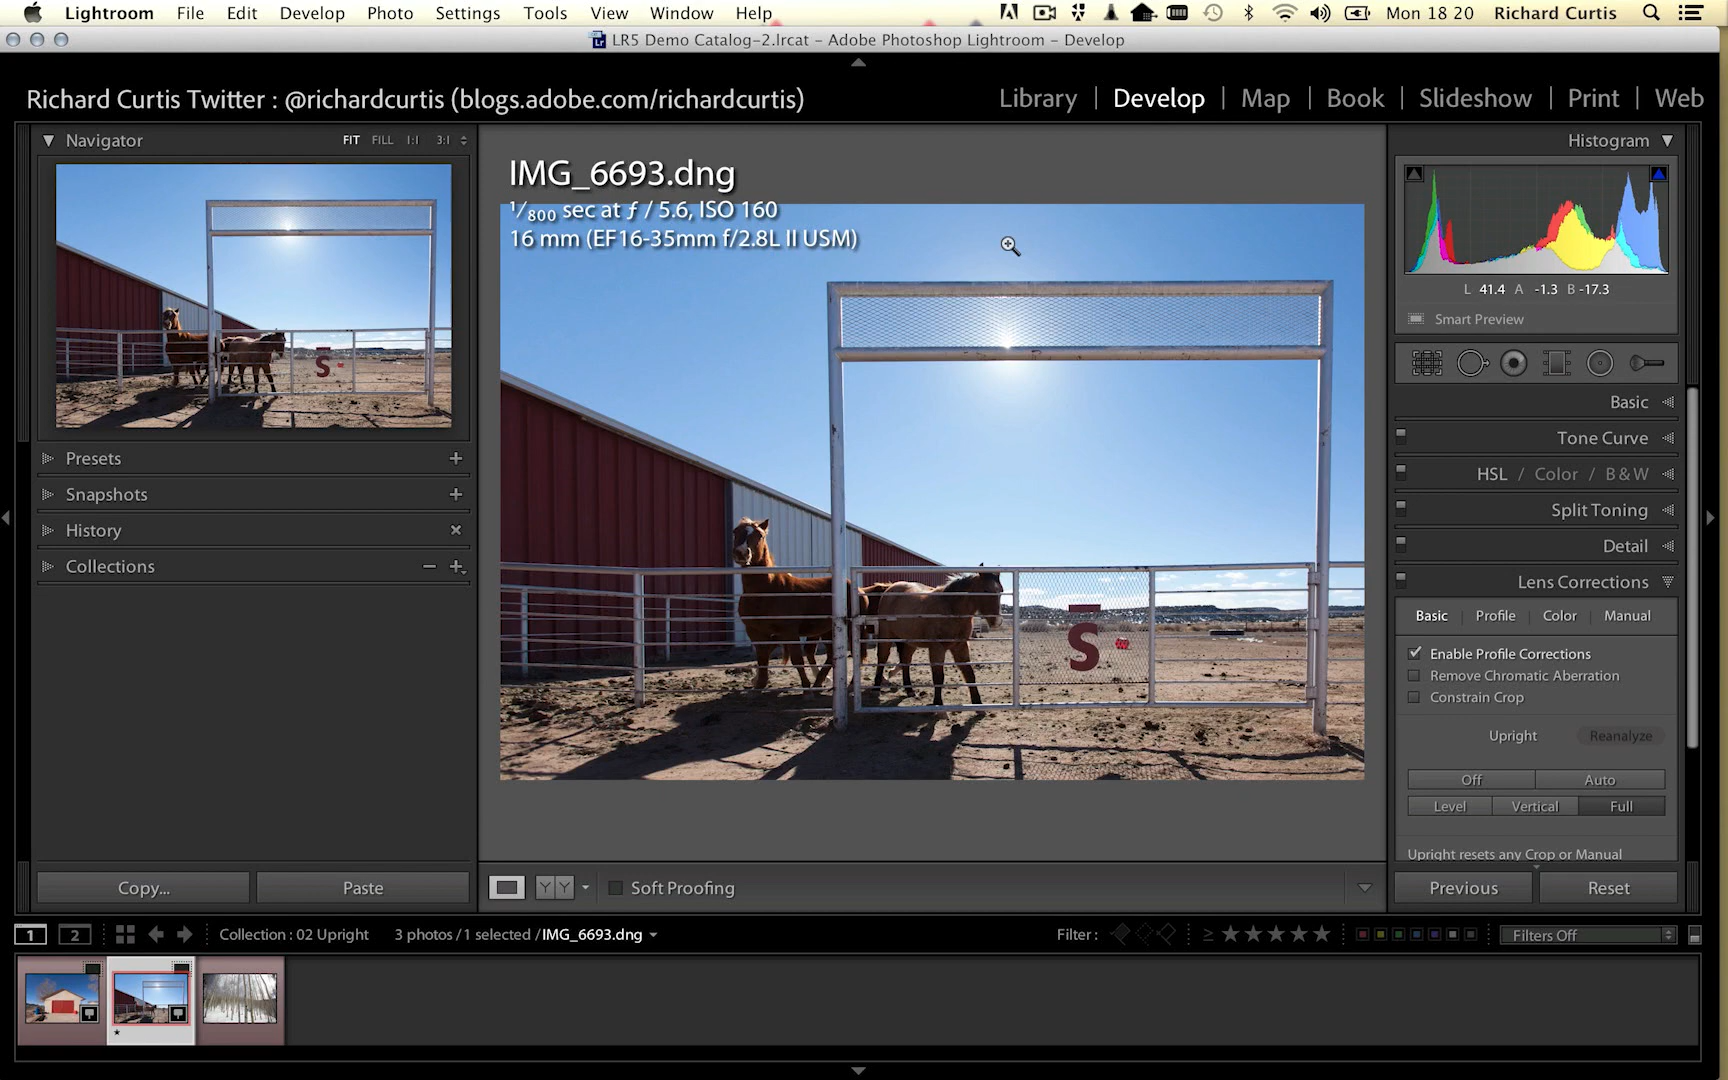 Lightroom File Edit Develop Photo Settings Tools View Window Help Mon 18 20 Richard Curtis
LR5 Demo Catalog-2.lrcat – Adobe Photoshop Lightroom – Develop
Richard Curtis Twitter : @richardcurtis (blogs.adobe.com/richardcurtis)
Library | Develop | Map | Book | Slideshow | Print | Web
Navigator FIT FILL 1:1 3:1
IMG_6693.dng
1/800 sec at ƒ / 5.6, ISO 160
16 mm (EF16-35mm f/2.8L II USM)
S
S
Presets
Snapshots
History
Collections
Copy...
Paste
Histogram
L 41.4 A -1.3 B -17.3
Smart Preview
Basic
Tone Curve
HSL / Color / B & W
Split Toning
Detail
Lens Corrections
Basic | Profile | Color | Manual
Enable Profile Corrections
Remove Chromatic Aberration
Constrain Crop
Upright Reanalyze
Off Auto
Level Vertical Full
Upright resets any Crop or Manual
Previous Reset
YY Soft Proofing
1 2 Collection : 02 Upright 3 photos / 1 selected / IMG_6693.dng Filter : ≥ ★★★★★ Filters Off